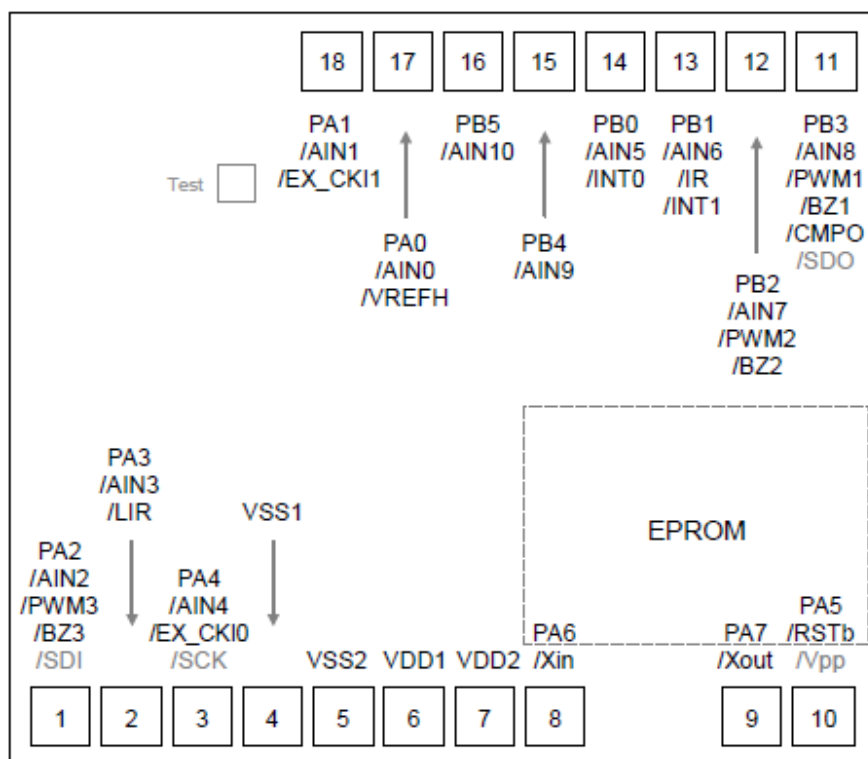 18 17 16 15 14 13 12 11
PA1
/AIN1
/EX_CKI1
PB5
/AIN10
PB0
/AIN5
/INT0
PB1
/AIN6
/IR
/INT1
PB3
/AIN8
/PWM1
/BZ1
/CMPO
/SDO
Test
PA0
/AIN0
/VREFH
PB4
/AIN9
PB2
/AIN7
/PWM2
/BZ2
EPROM
PA3
/AIN3
/LIR
VSS1
PA2
/AIN2
/PWM3
/BZ3
/SDI
PA4
/AIN4
/EX_CKI0
/SCK
VSS2
VDD1
VDD2
PA6
/Xin
PA7
/Xout
PA5
/RSTb
/Vpp
1 2 3 4 5 6 7 8 9 10